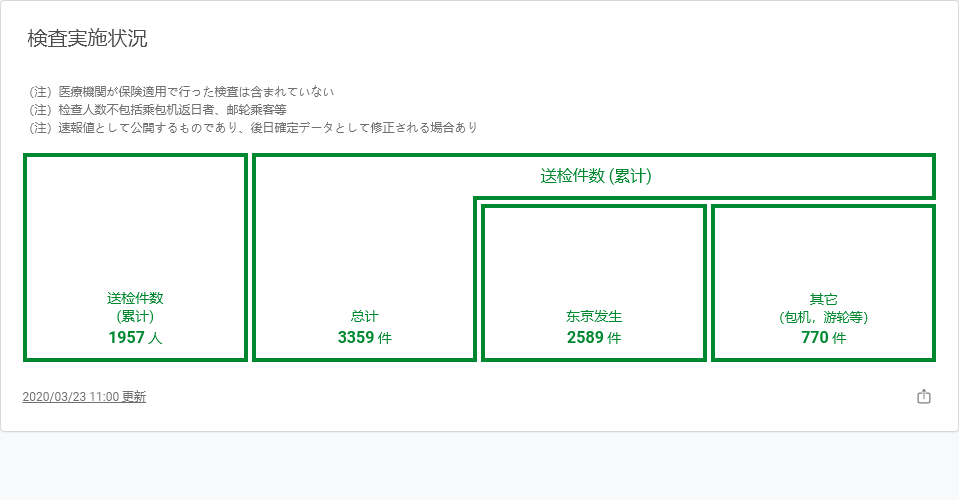 検査実施状況
（注）医療機関が保険適用で行った検査は含まれていない
（注）检查人数不包括乘包机返日者、邮轮乘客等
（注）速報値として公開するものであり、後日確定データとして修正される場合あり
送检件数 (累计)
送检件数
(累计)
1957 人
总计
3359 件
东京发生
2589 件
其它
（包机，游轮等）
770 件
2020/03/23 11:00 更新